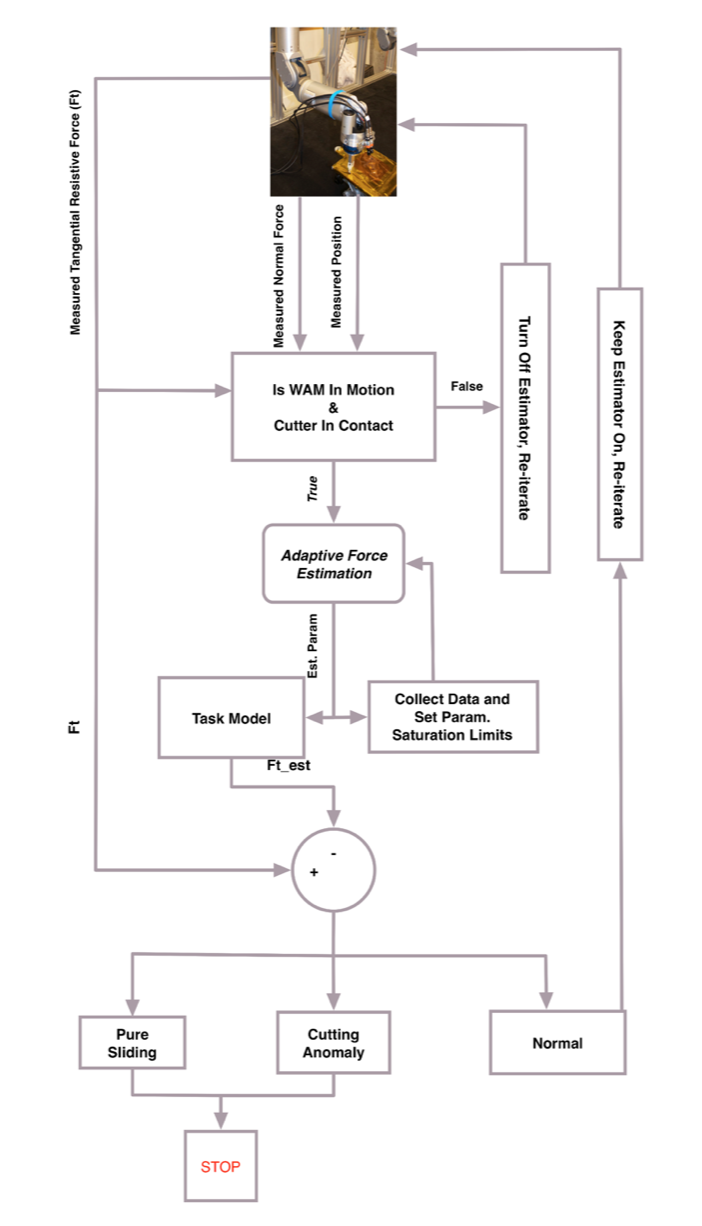 Measured Tangential Resistive Force (Ft)
Measured Normal Force
Measured Position
Is WAM In Motion
&
Cutter In Contact
False
Turn Off Estimator, Re-iterate
Keep Estimator On, Re-iterate
True
Adaptive Force
Estimation
Est. Param
Task Model
Collect Data and
Set Param.
Saturation Limits
Ft
Ft_est
-
+
Pure
Sliding
Cutting
Anomaly
Normal
STOP